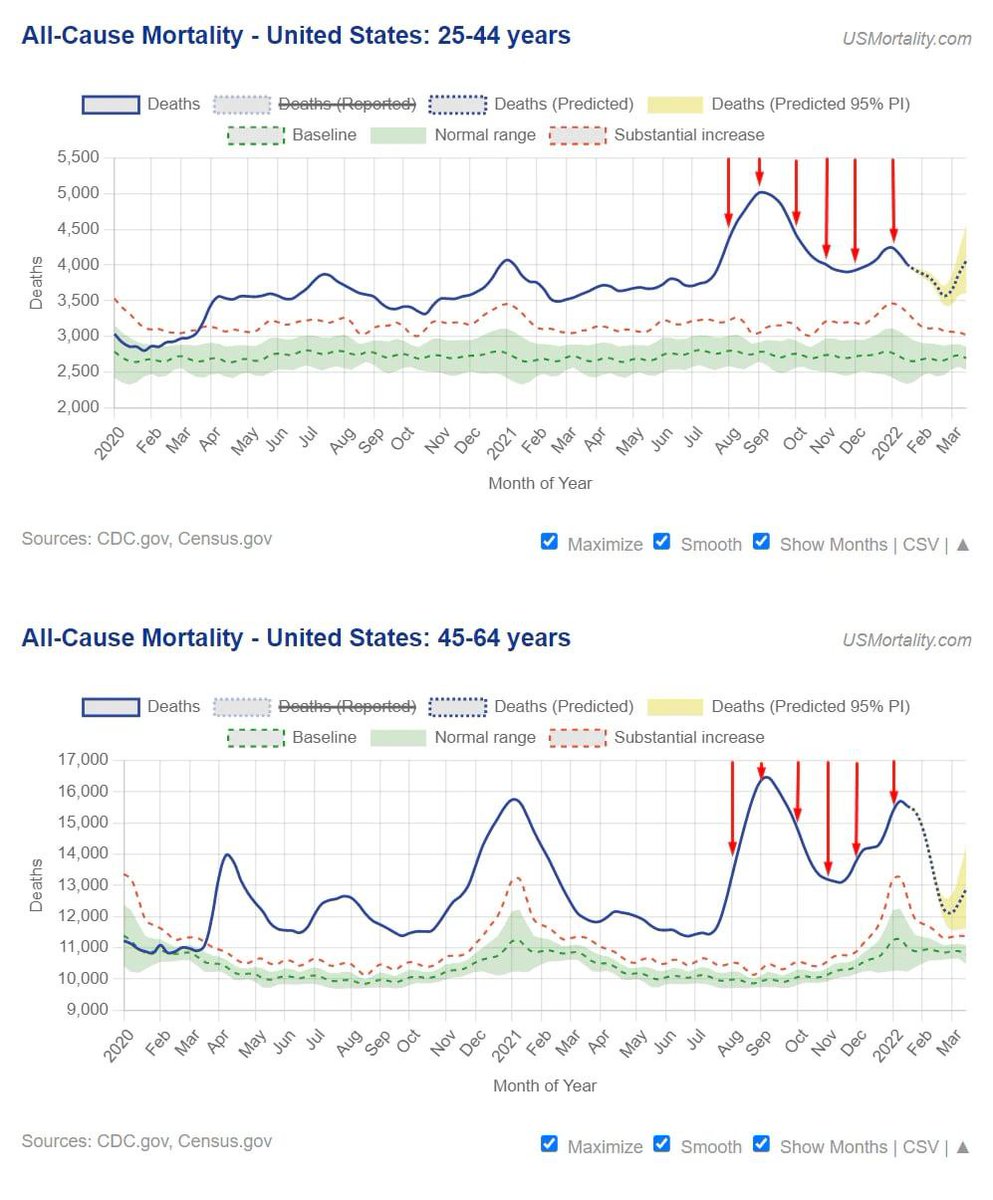 All-Cause Mortality - United States: 25-44 years
USMortality.com
Deaths Deaths (Reported) Deaths (Predicted) Deaths (Predicted 95% PI)
Baseline Normal range Substantial increase
5,500
5,000
4,500
4,000
3,500
3,000
2,500
2,000
Deaths
2020 Feb Mar Apr May Jun Jul Aug Sep Oct Nov Dec 2021 Feb Mar Apr May Jun Jul Aug Sep Oct Nov Dec 2022 Feb Mar
Month of Year
Sources: CDC.gov, Census.gov
Maximize Smooth Show Months | CSV | ▲
All-Cause Mortality - United States: 45-64 years
USMortality.com
Deaths Deaths (Reported) Deaths (Predicted) Deaths (Predicted 95% PI)
Baseline Normal range Substantial increase
17,000
16,000
15,000
14,000
13,000
12,000
11,000
10,000
9,000
Deaths
2020 Feb Mar Apr May Jun Jul Aug Sep Oct Nov Dec 2021 Feb Mar Apr May Jun Jul Aug Sep Oct Nov Dec 2022 Feb Mar
Month of Year
Sources: CDC.gov, Census.gov
Maximize Smooth Show Months | CSV | ▲